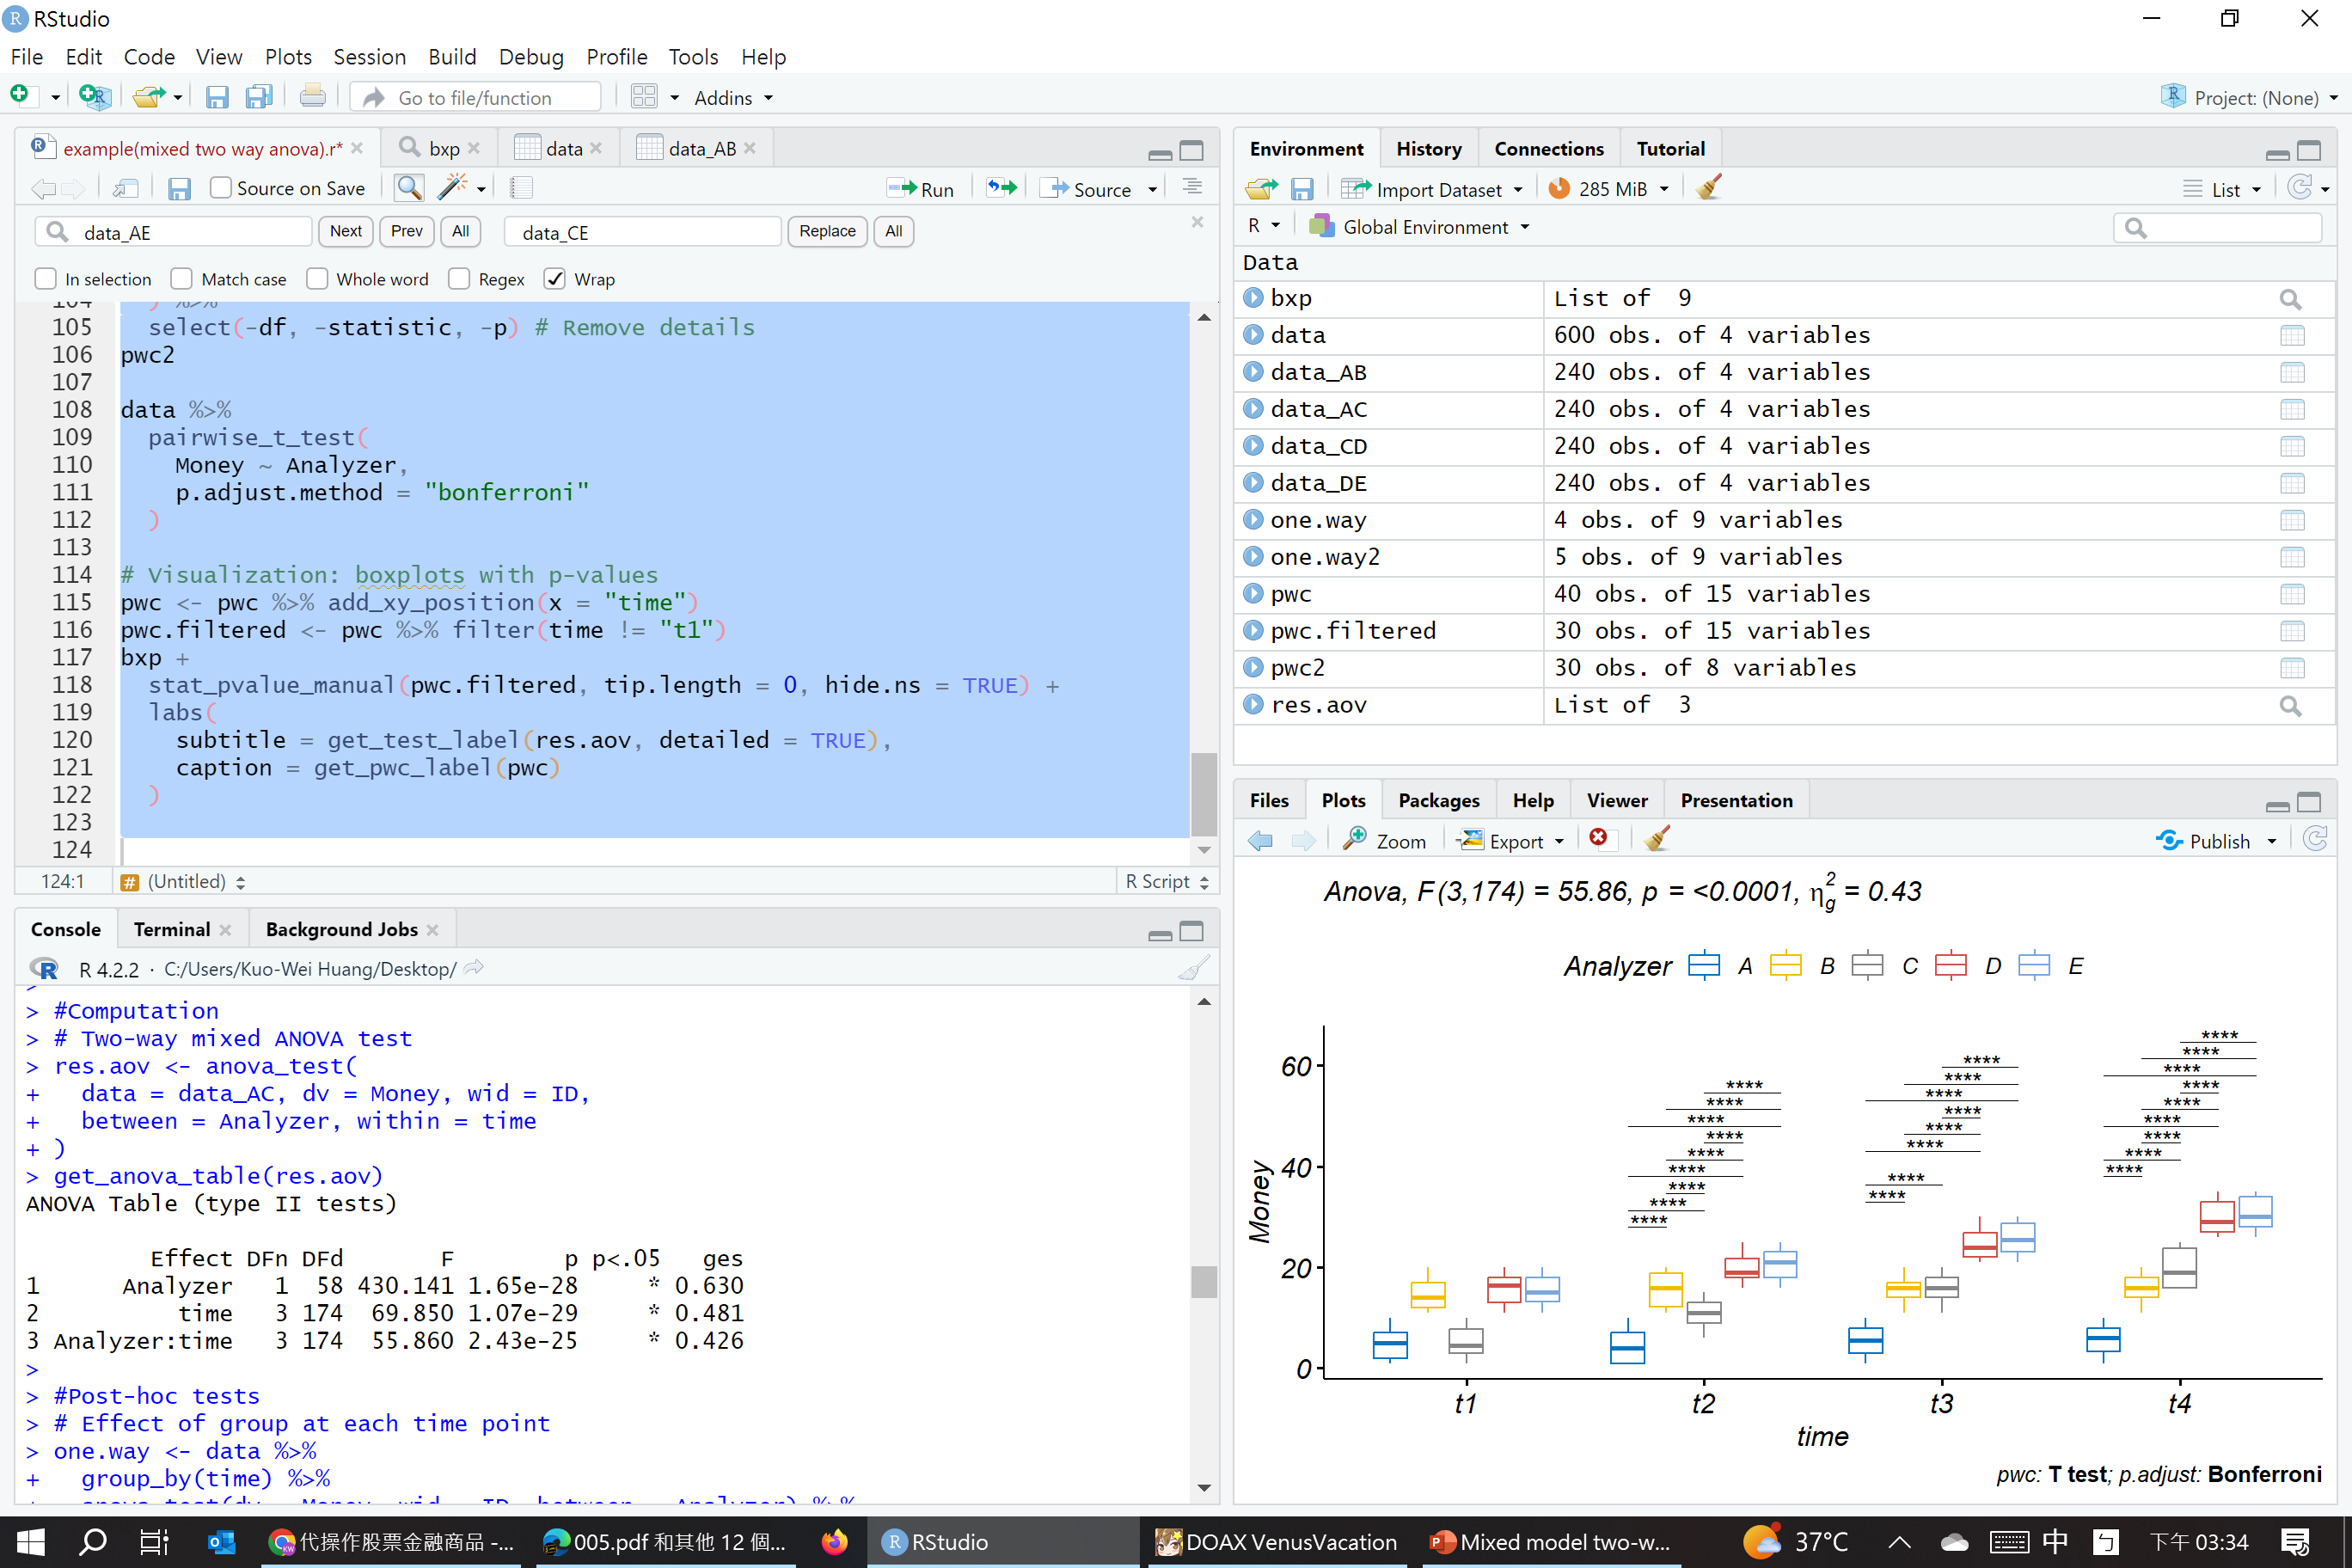 RStudio
File Edit Code View Plots Session Build Debug Profile Tools Help
Go to file/function Addins Project: (None)
example(mixed two way anova).r* bxp data data_AB
Source on Save Run Source
data_AE Next Prev All data_CE Replace All
In selection Match case Whole word Regex Wrap
104 ) %>%
105 select(-df, -statistic, -p) # Remove details
106 pwc2
107
108 data %>%
109 pairwise_t_test(
110 Money ~ Analyzer,
111 p.adjust.method = "bonferroni"
112 )
113
114 # Visualization: boxplots with p-values
115 pwc <- pwc %>% add_xy_position(x = "time")
116 pwc.filtered <- pwc %>% filter(time != "t1")
117 bxp +
118 stat_pvalue_manual(pwc.filtered, tip.length = 0, hide.ns = TRUE) +
119 labs(
120 subtitle = get_test_label(res.aov, detailed = TRUE),
121 caption = get_pwc_label(pwc)
122 )
123
124
124:1 # (Untitled) R Script
Console Terminal Background Jobs
R 4.2.2 · C:/Users/Kuo-Wei Huang/Desktop/
>
> #Computation
> # Two-way mixed ANOVA test
> res.aov <- anova_test(
+ data = data_AC, dv = Money, wid = ID,
+ between = Analyzer, within = time
+ )
> get_anova_table(res.aov)
ANOVA Table (type II tests)
Effect DFn DFd F p p<.05 ges
1 Analyzer 1 58 430.141 1.65e-28 * 0.630
2 time 3 174 69.850 1.07e-29 * 0.481
3 Analyzer:time 3 174 55.860 2.43e-25 * 0.426
>
> #Post-hoc tests
> # Effect of group at each time point
> one.way <- data %>%
+ group_by(time) %>%
+ anova_test(dv = Money, wid = ID, between = Analyzer) %>%
Environment History Connections Tutorial
Import Dataset 285 MiB List
R Global Environment
Data
bxp List of 9
data 600 obs. of 4 variables
data_AB 240 obs. of 4 variables
data_AC 240 obs. of 4 variables
data_CD 240 obs. of 4 variables
data_DE 240 obs. of 4 variables
one.way 4 obs. of 9 variables
one.way2 5 obs. of 9 variables
pwc 40 obs. of 15 variables
pwc.filtered 30 obs. of 15 variables
pwc2 30 obs. of 8 variables
res.aov List of 3
Files Plots Packages Help Viewer Presentation
Zoom Export Publish
Anova, F(3,174) = 55.86, p = <0.0001, η²g = 0.43
Analyzer A B C D E
Money
60
40
20
0
**** **** **** **** **** **** **** **** ****
**** **** **** **** **** **** **** ****
**** **** **** **** **** **** **** **** ****
t1 t2 t3 t4
time
pwc: T test; p.adjust: Bonferroni
代操作股票金融商品 -... 005.pdf 和其他 12 個... RStudio DOAX VenusVacation Mixed model two-w... 37°C 中 ㄅ 下午 03:34